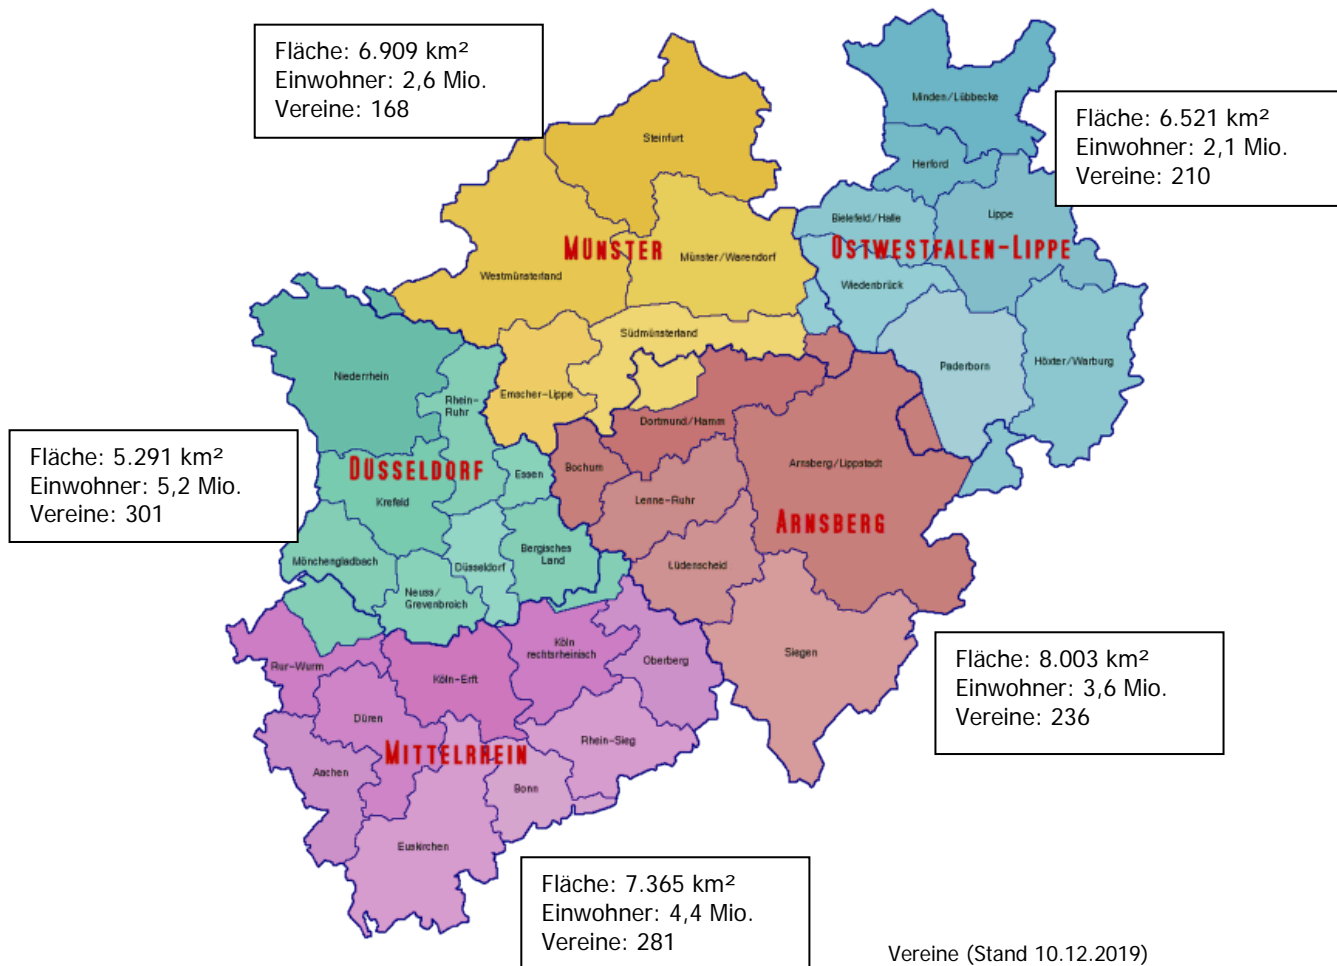 Fläche: 6.909 km²
Einwohner: 2,6 Mio.
Vereine: 168
Minden/Lübbecke
Fläche: 6.521 km²
Einwohner: 2,1 Mio.
Vereine: 210
Steinfurt
Herford
Bielefeld/Halle
Lippe
MÜNSTER
Münster/Warendorf
OSTWESTFALEN-LIPPE
Westmünsterland
Wiedenbrück
Südmünsterland
Niederrhein
Rhein-
Ruhr
Emscher-Lippe
Paderborn
Höxter/Warburg
Dortmund/Hamm
Fläche: 5.291 km²
Einwohner: 5,2 Mio.
Vereine: 301
DÜSSELDORF
Essen
Bochum
Arnsberg/Lippstadt
Krefeld
Lenne-Ruhr
ARNSBERG
Mönchengladbach
Düsseldorf
Bergisches
Land
Lüdenscheid
Neuss/
Grevenbroich
Rur-Wurm
Köln-Erft
Köln
rechtsrheinisch
Oberberg
Siegen
Fläche: 8.003 km²
Einwohner: 3,6 Mio.
Vereine: 236
Düren
Rhein-Sieg
MITTELRHEIN
Aachen
Bonn
Euskirchen
Fläche: 7.365 km²
Einwohner: 4,4 Mio.
Vereine: 281
Vereine (Stand 10.12.2019)